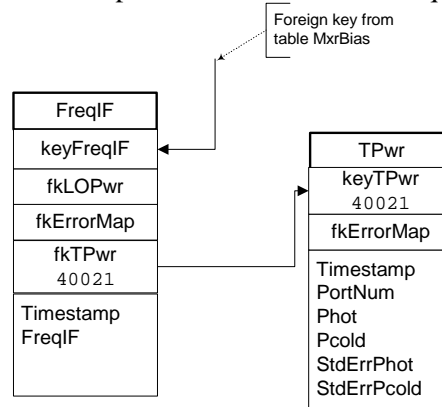 Foreign key from
table MxrBias
FreqIF
keyFreqIF
fkLOPwr
fkErrorMap
fkTPwr
40021
Timestamp
FreqIF
TPwr
keyTPwr
40021
fkErrorMap
Timestamp
PortNum
Phot
Pcold
StdErrPhot
StdErrPcold